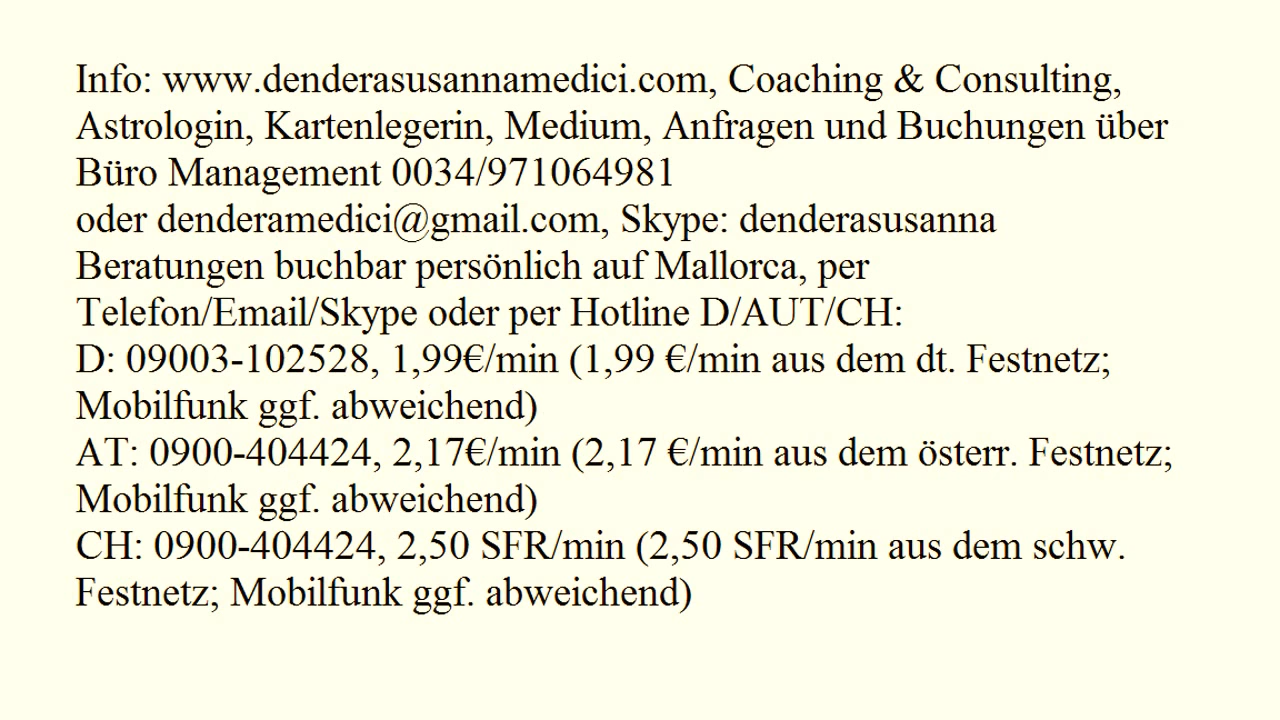 Info: www.denderasusannamedici.com, Coaching & Consulting,
Astrologin, Kartenlegerin, Medium, Anfragen und Buchungen über
Büro Management 0034/971064981
oder denderamedici@gmail.com, Skype: denderasusanna
Beratungen buchbar persönlich auf Mallorca, per
Telefon/Email/Skype oder per Hotline D/AUT/CH:
D: 09003-102528, 1,99€/min (1,99 €/min aus dem dt. Festnetz;
Mobilfunk ggf. abweichend)
AT: 0900-404424, 2,17€/min (2,17 €/min aus dem österr. Festnetz;
Mobilfunk ggf. abweichend)
CH: 0900-404424, 2,50 SFR/min (2,50 SFR/min aus dem schw.
Festnetz; Mobilfunk ggf. abweichend)